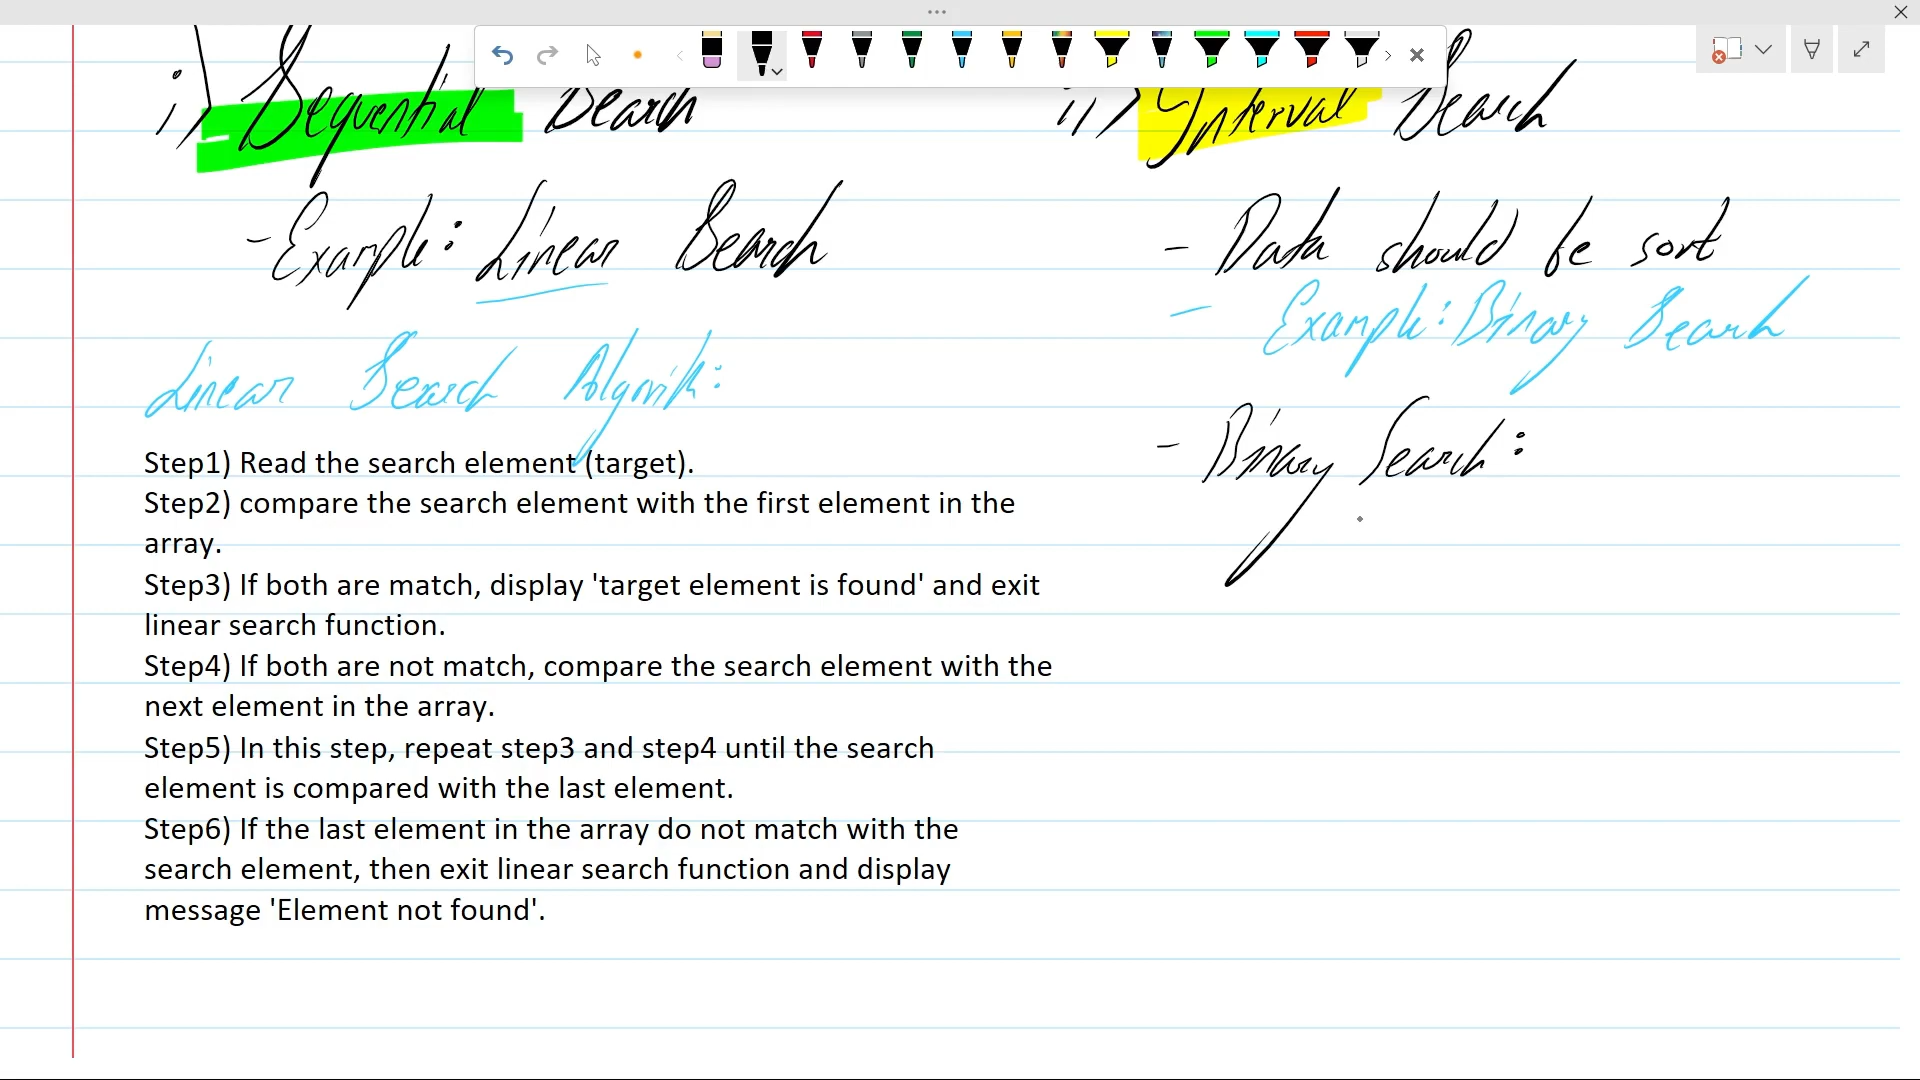 i) Sequential Search
- Example: Linear Search
Linear Search Algorith:
Step1) Read the search element (target).
Step2) compare the search element with the first element in the
array.
Step3) If both are match, display 'target element is found' and exit
linear search function.
Step4) If both are not match, compare the search element with the
next element in the array.
Step5) In this step, repeat step3 and step4 until the search
element is compared with the last element.
Step6) If the last element in the array do not match with the
search element, then exit linear search function and display
message 'Element not found'.
ii) Interval Search
- Data should be sort
- Example: Binary Search
- Binary Search: